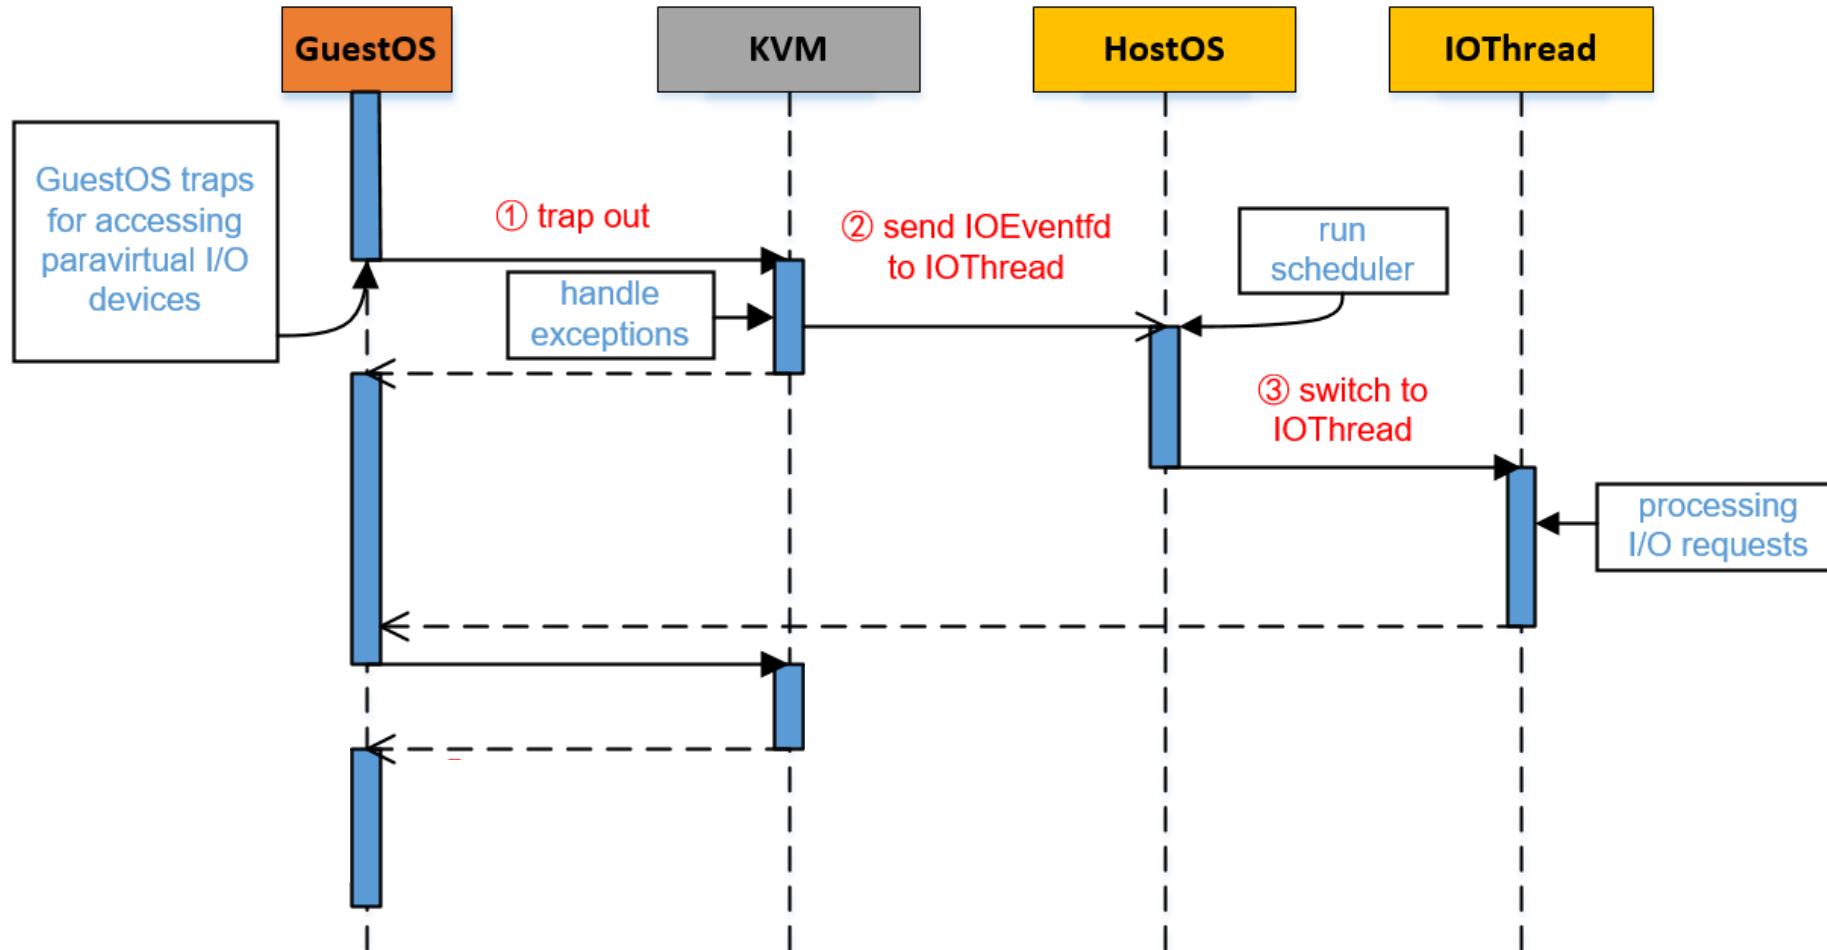 GuestOS
KVM
HostOS
IOThread
GuestOS traps
for accessing
paravirtual I/O
devices
① trap out
② send IOEventfd
to IOThread
run
scheduler
handle
exceptions
③ switch to
IOThread
processing
I/O requests